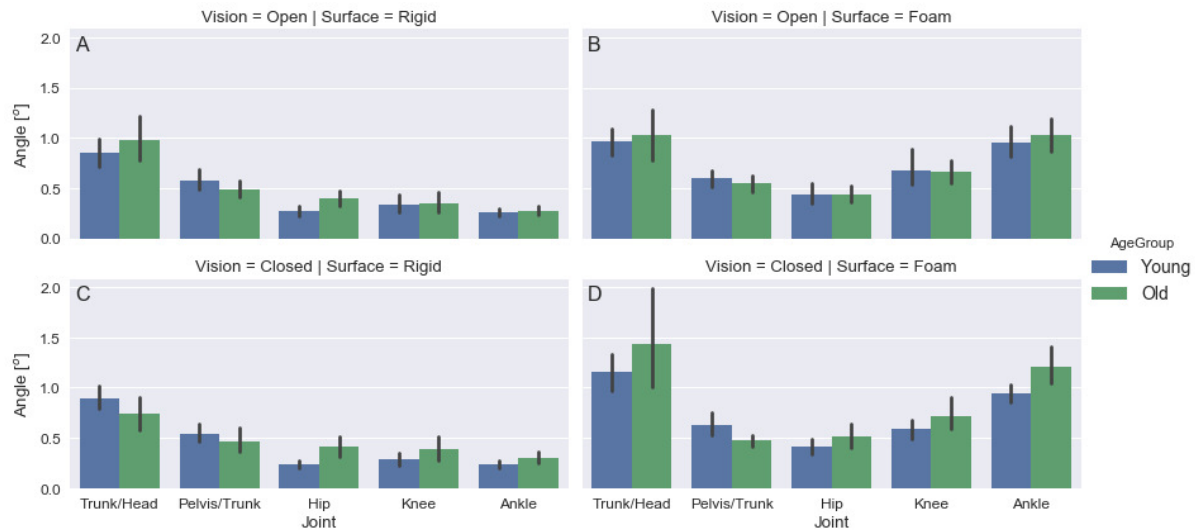 Vision = Open | Surface = Rigid
Vision = Open | Surface = Foam
A
B
2.0
1.5
1.0
0.5
0.0
Angle [°]
Vision = Closed | Surface = Rigid
Vision = Closed | Surface = Foam
C
D
2.0
1.5
1.0
0.5
0.0
Angle [°]
Trunk/Head Pelvis/Trunk Hip Knee Ankle
Joint
Trunk/Head Pelvis/Trunk Hip Knee Ankle
Joint
AgeGroup
Young
Old